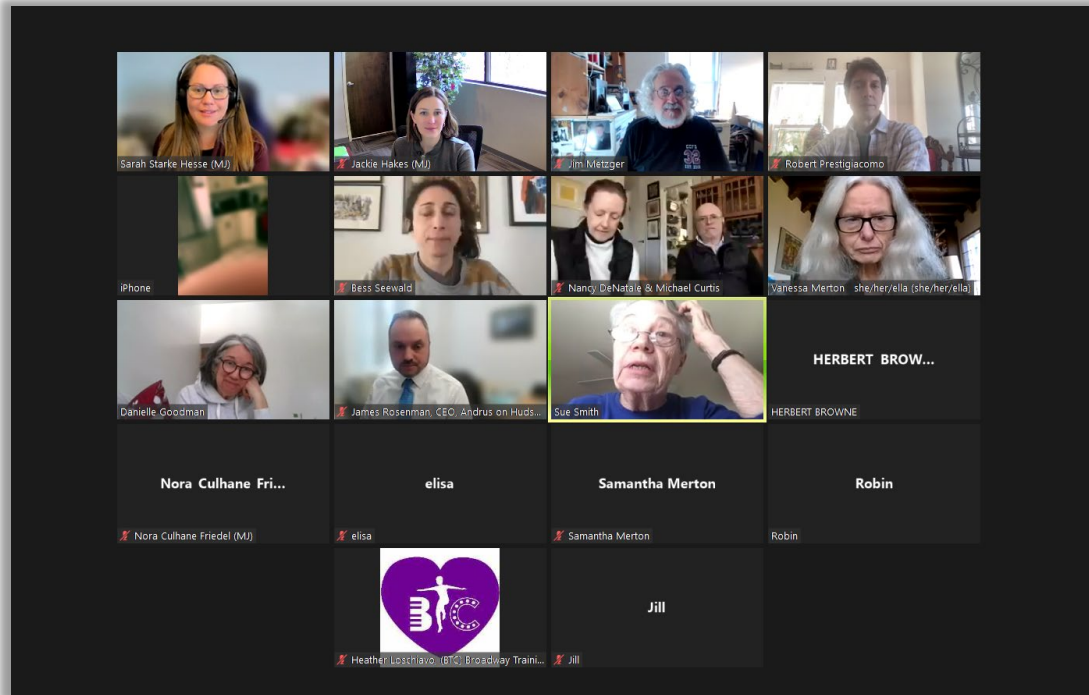 Sarah Starke Hesse (MJ)
Jackie Hakes (MJ)
Jim Metzger
Robert Prestigiacomo
iPhone
Bess Seewald
Nancy DeNatale & Michael Curtis
Vanessa Merton she/her/ella (she/her/ella)
Danielle Goodman
James Rosenman, CEO, Andrus on Huds...
Sue Smith
HERBERT BROW...
HERBERT BROWNE
Nora Culhane Fri...
Nora Culhane Friedel (MJ)
elisa
elisa
Samantha Merton
Samantha Merton
Robin
Robin
BTC
Heather Loschiavo, (BTC) Broadway Traini...
Jill
Jill